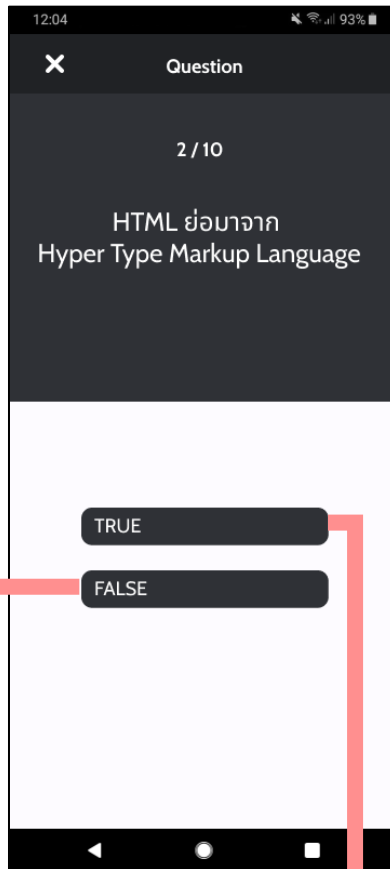 12:04 93%
Question
2 / 10
HTML ย่อมาจาก
Hyper Type Markup Language
TRUE
FALSE